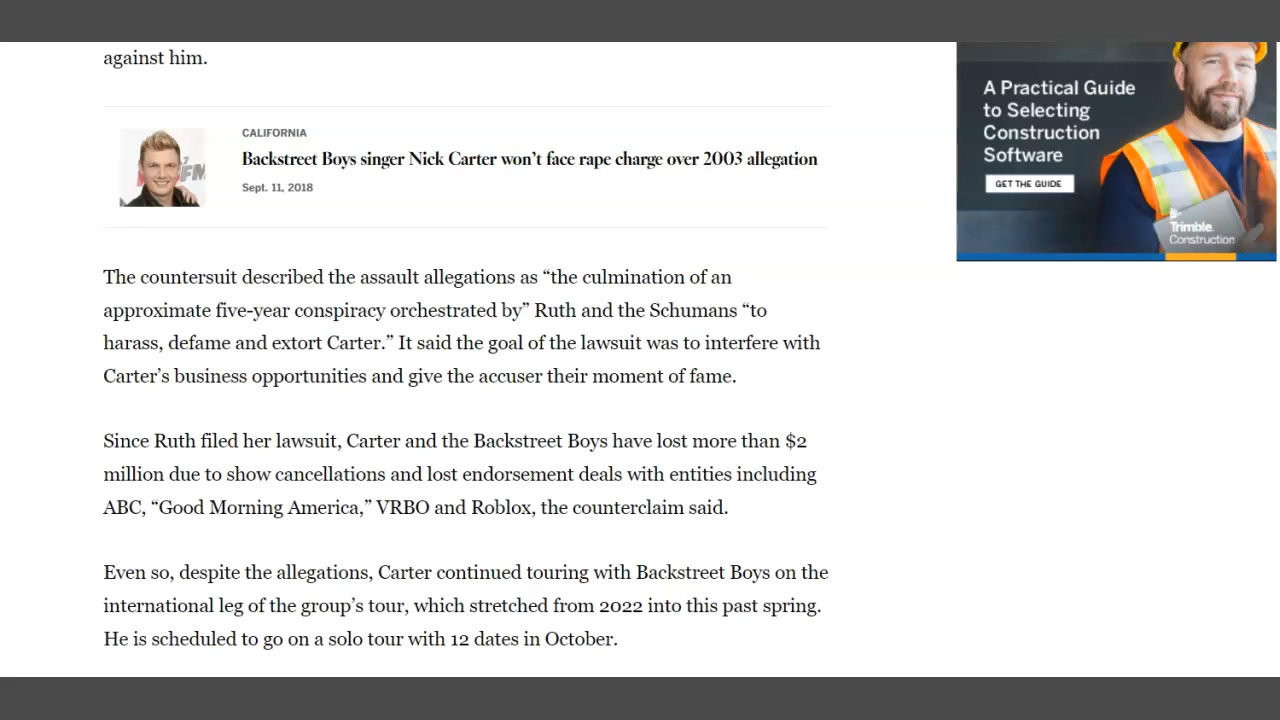 against him.
CALIFORNIA
Backstreet Boys singer Nick Carter won’t face rape charge over 2003 allegation
Sept. 11, 2018
The countersuit described the assault allegations as “the culmination of an
approximate five-year conspiracy orchestrated by” Ruth and the Schumans “to
harass, defame and extort Carter.” It said the goal of the lawsuit was to interfere with
Carter’s business opportunities and give the accuser their moment of fame.
Since Ruth filed her lawsuit, Carter and the Backstreet Boys have lost more than $2
million due to show cancellations and lost endorsement deals with entities including
ABC, “Good Morning America,” VRBO and Roblox, the counterclaim said.
Even so, despite the allegations, Carter continued touring with Backstreet Boys on the
international leg of the group’s tour, which stretched from 2022 into this past spring.
He is scheduled to go on a solo tour with 12 dates in October.
A Practical Guide
to Selecting
Construction
Software
GET THE GUIDE
Trimble
Construction